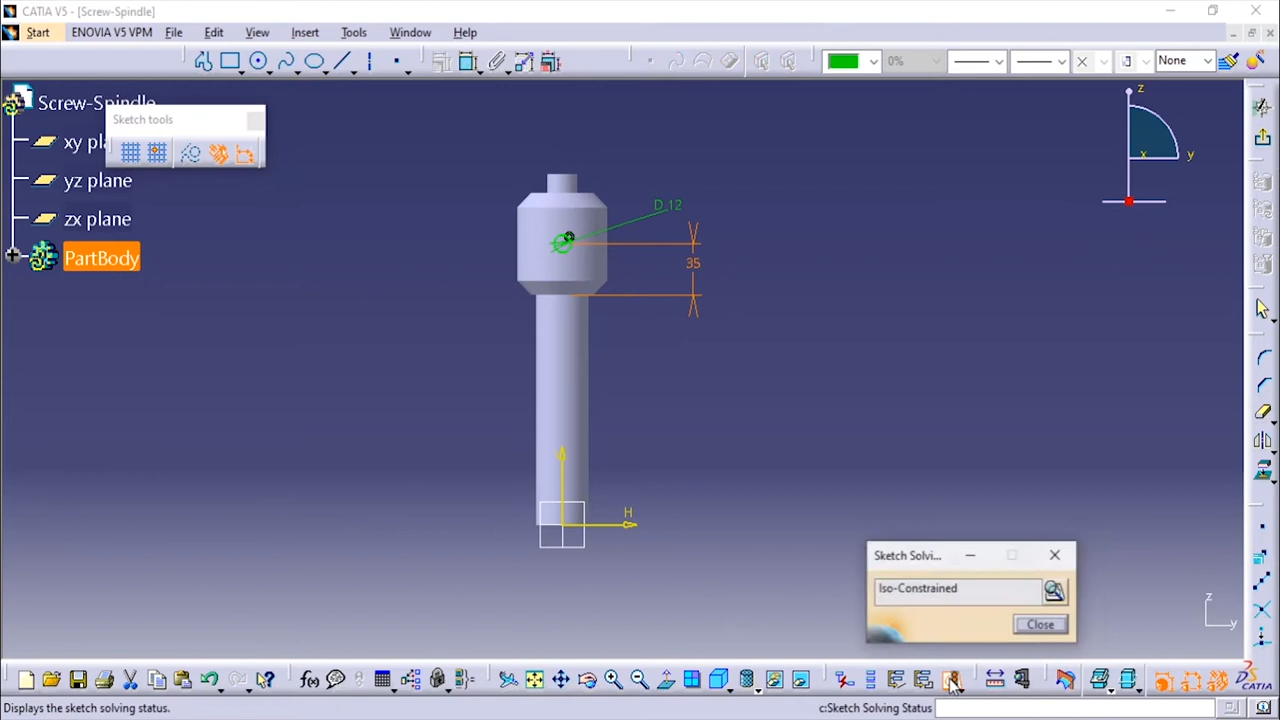 CATIA V5 - [Screw-Spindle]
Start ENOVIA V5 VPM File Edit View Insert Tools Window Help
0% None
Screw-Spindle
Sketch tools
xy pl
yz plane
zx plane
PartBody
z
x
y
D 12
35
H
Sketch Solvi...
Iso-Constrained
Close
z
y
f(x)
CATIA
Displays the sketch solving status.
c:Sketch Solving Status